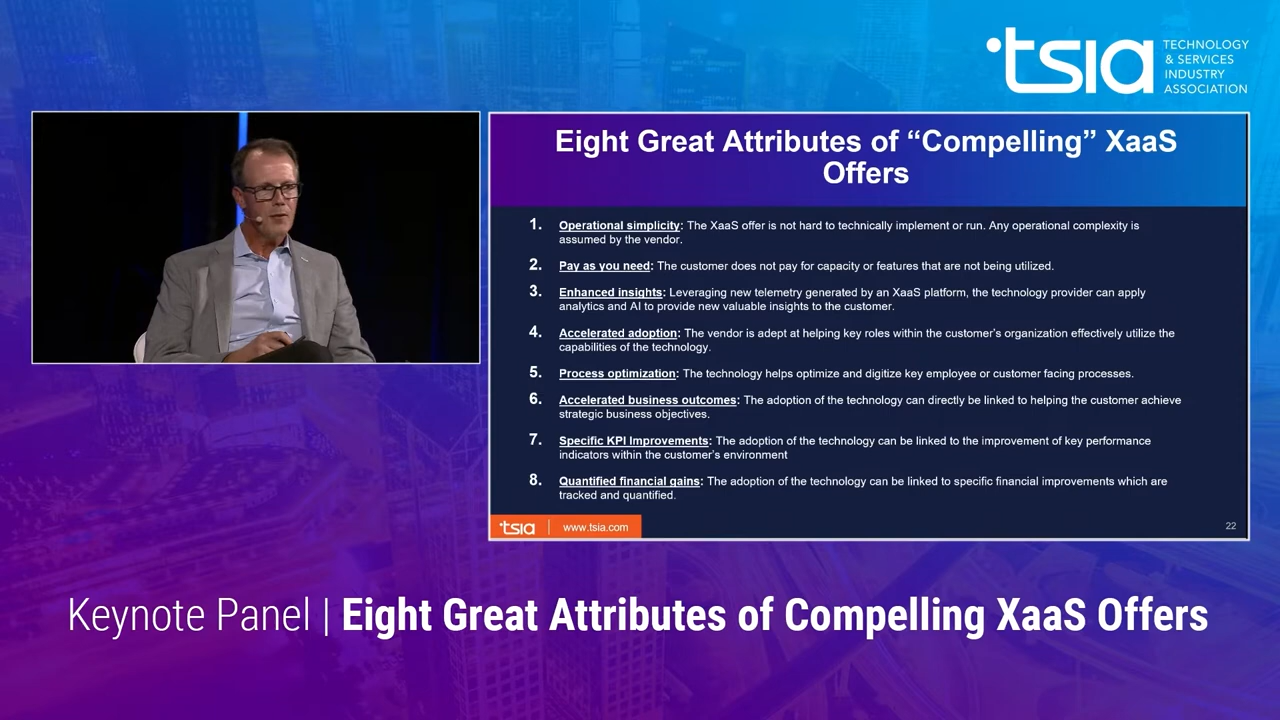 tsia
TECHNOLOGY
& SERVICES
INDUSTRY
ASSOCIATION
Eight Great Attributes of “Compelling” XaaS
Offers
1. Operational simplicity: The XaaS offer is not hard to technically implement or run. Any operational complexity is
assumed by the vendor.
2. Pay as you need: The customer does not pay for capacity or features that are not being utilized.
3. Enhanced insights: Leveraging new telemetry generated by an XaaS platform, the technology provider can apply
analytics and AI to provide new valuable insights to the customer.
4. Accelerated adoption: The vendor is adept at helping key roles within the customer’s organization effectively utilize the
capabilities of the technology.
5. Process optimization: The technology helps optimize and digitize key employee or customer facing processes.
6. Accelerated business outcomes: The adoption of the technology can directly be linked to helping the customer achieve
strategic business objectives.
7. Specific KPI Improvements: The adoption of the technology can be linked to the improvement of key performance
indicators within the customer’s environment
8. Quantified financial gains: The adoption of the technology can be linked to specific financial improvements which are
tracked and quantified.
tsia | www.tsia.com
22
Keynote Panel | Eight Great Attributes of Compelling XaaS Offers